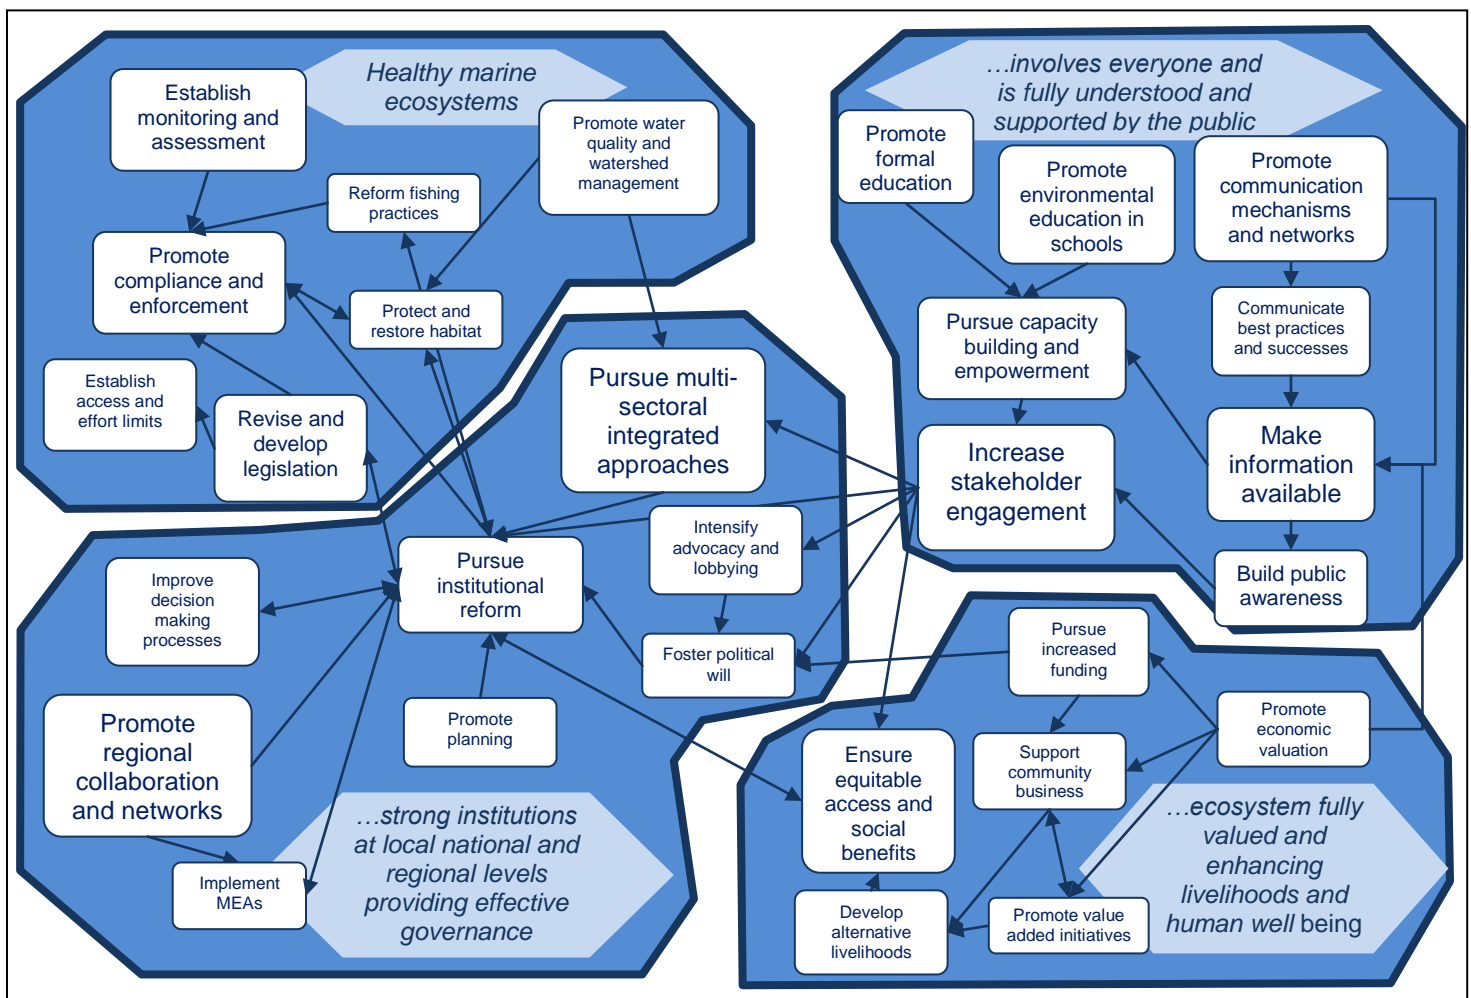 Healthy marine
ecosystems
Establish
monitoring and
assessment
Promote water
quality and
watershed
management
Reform fishing
practices
Promote
compliance and
enforcement
Protect and
restore habitat
Establish
access and
effort limits
Revise and
develop
legislation
…involves everyone and
is fully understood and
supported by the public
Promote
formal
education
Promote
environmental
education in
schools
Promote
communication
mechanisms
and networks
Pursue capacity
building and
empowerment
Communicate
best practices
and successes
Increase
stakeholder
engagement
Make
information
available
Build public
awareness
Pursue multi-
sectoral
integrated
approaches
Intensify
advocacy and
lobbying
Pursue
institutional
reform
Improve
decision
making
processes
Foster political
will
Promote
planning
Promote
regional
collaboration
and networks
Implement
MEAs
…strong institutions
at local national and
regional levels
providing effective
governance
Pursue
increased
funding
Promote
economic
valuation
Ensure
equitable
access and
social
benefits
Support
community
business
Develop
alternative
livelihoods
Promote value
added initiatives
…ecosystem fully
valued and
enhancing
livelihoods and
human well being